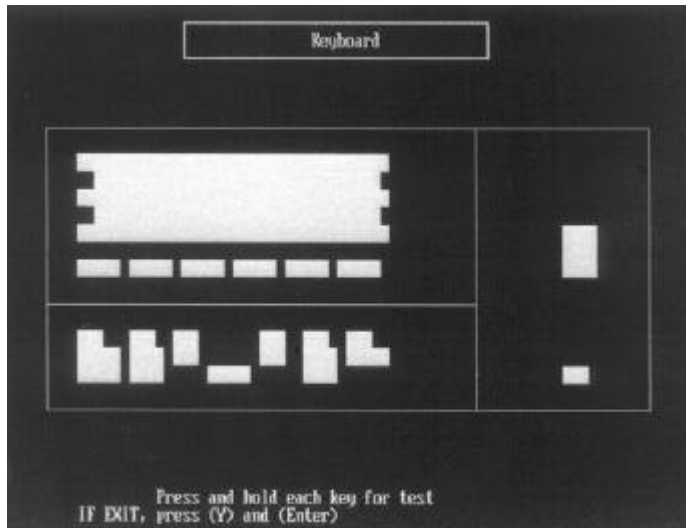 Keyboard
Press and hold each key for test
IF EXIT, press (Y) and (Enter)